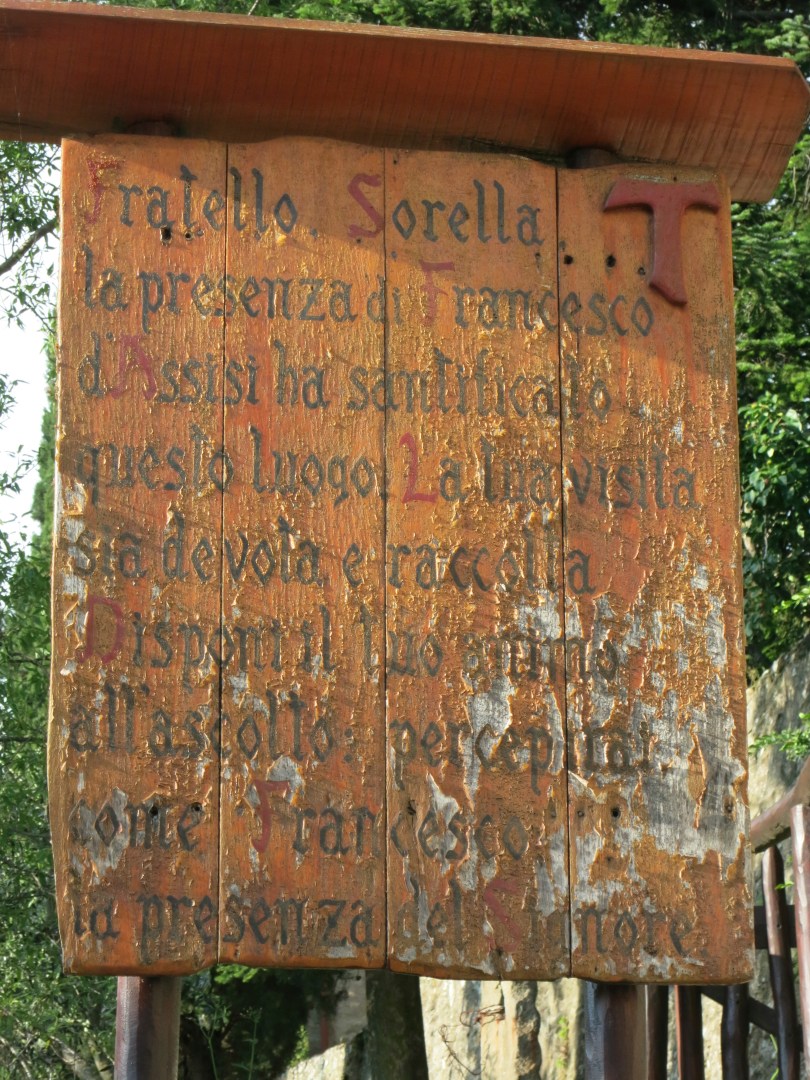 Fratello, Sorella,
la presenza di Francesco
d'Assisi ha santificato
questo luogo. La tua visita
sia devota e raccolta
Disponi il tuo animo
all'ascolto: percepirai,
come Francesco,
la presenza del Signore